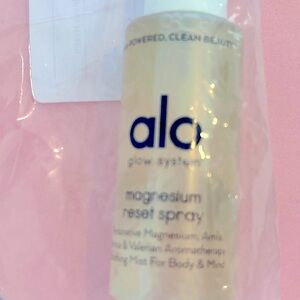 POWERED, CLEAN BEAUTY
alo
glow system
magnesium
reset spray
Magnesium, Arnica,
& Valerian Aromatherapy
Mist For Body & Mind